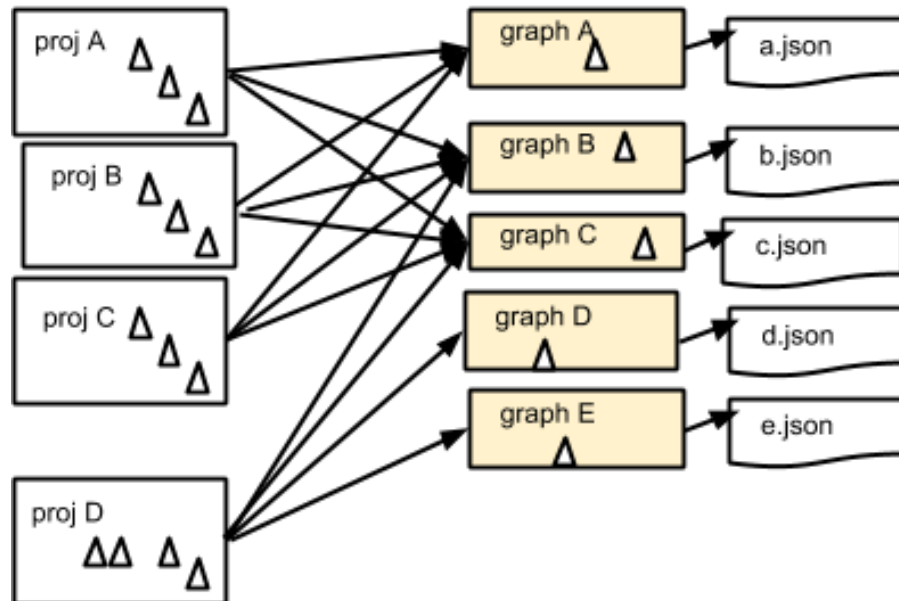 proj A
proj B
proj C
proj D
graph A
graph B
graph C
graph D
graph E
a.json
b.json
c.json
d.json
e.json